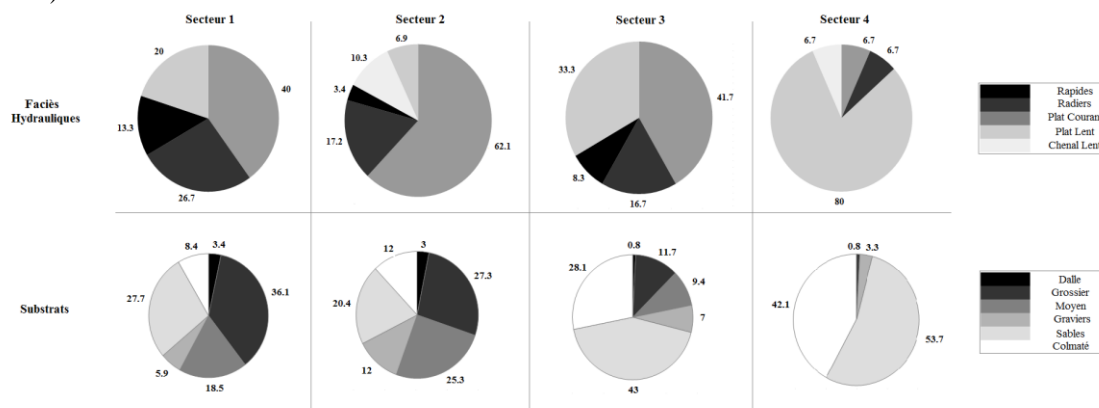 Secteur 1
Secteur 2
Secteur 3
Secteur 4
Faciès
Hydrauliques
20
40
13.3
26.7
6.9
10.3
3.4
17.2
62.1
33.3
41.7
8.3
16.7
6.7
6.7
6.7
80
Rapides
Radiers
Plat Couran
Plat Lent
Chenal Lent
Substrats
8.4
3.4
27.7
36.1
5.9
18.5
12
3
20.4
27.3
12
25.3
0.8
11.7
28.1
9.4
7
43
0.8
3.3
42.1
53.7
Dalle
Grossier
Moyen
Graviers
Sables
Colmaté